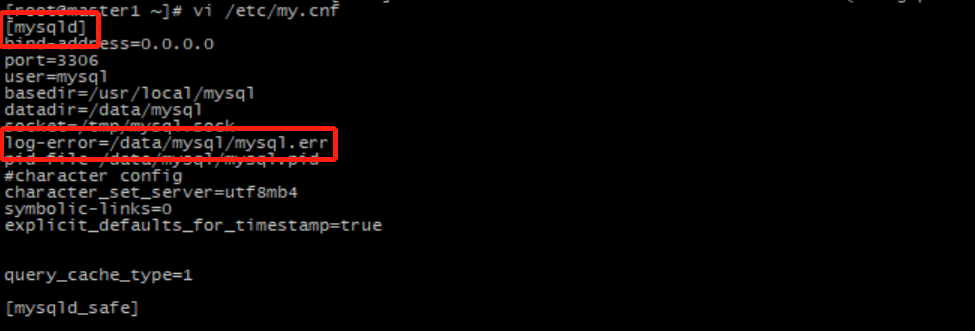 [root@master1 ~]# vi /etc/my.cnf
[mysqld]
bind-address=0.0.0.0
port=3306
user=mysql
basedir=/usr/local/mysql
datadir=/data/mysql
socket=/tmp/mysql.sock
log-error=/data/mysql/mysql.err
pid-file=/data/mysql/mysql.pid
#character config
character_set_server=utf8mb4
symbolic-links=0
explicit_defaults_for_timestamp=true
query_cache_type=1
[mysqld_safe]